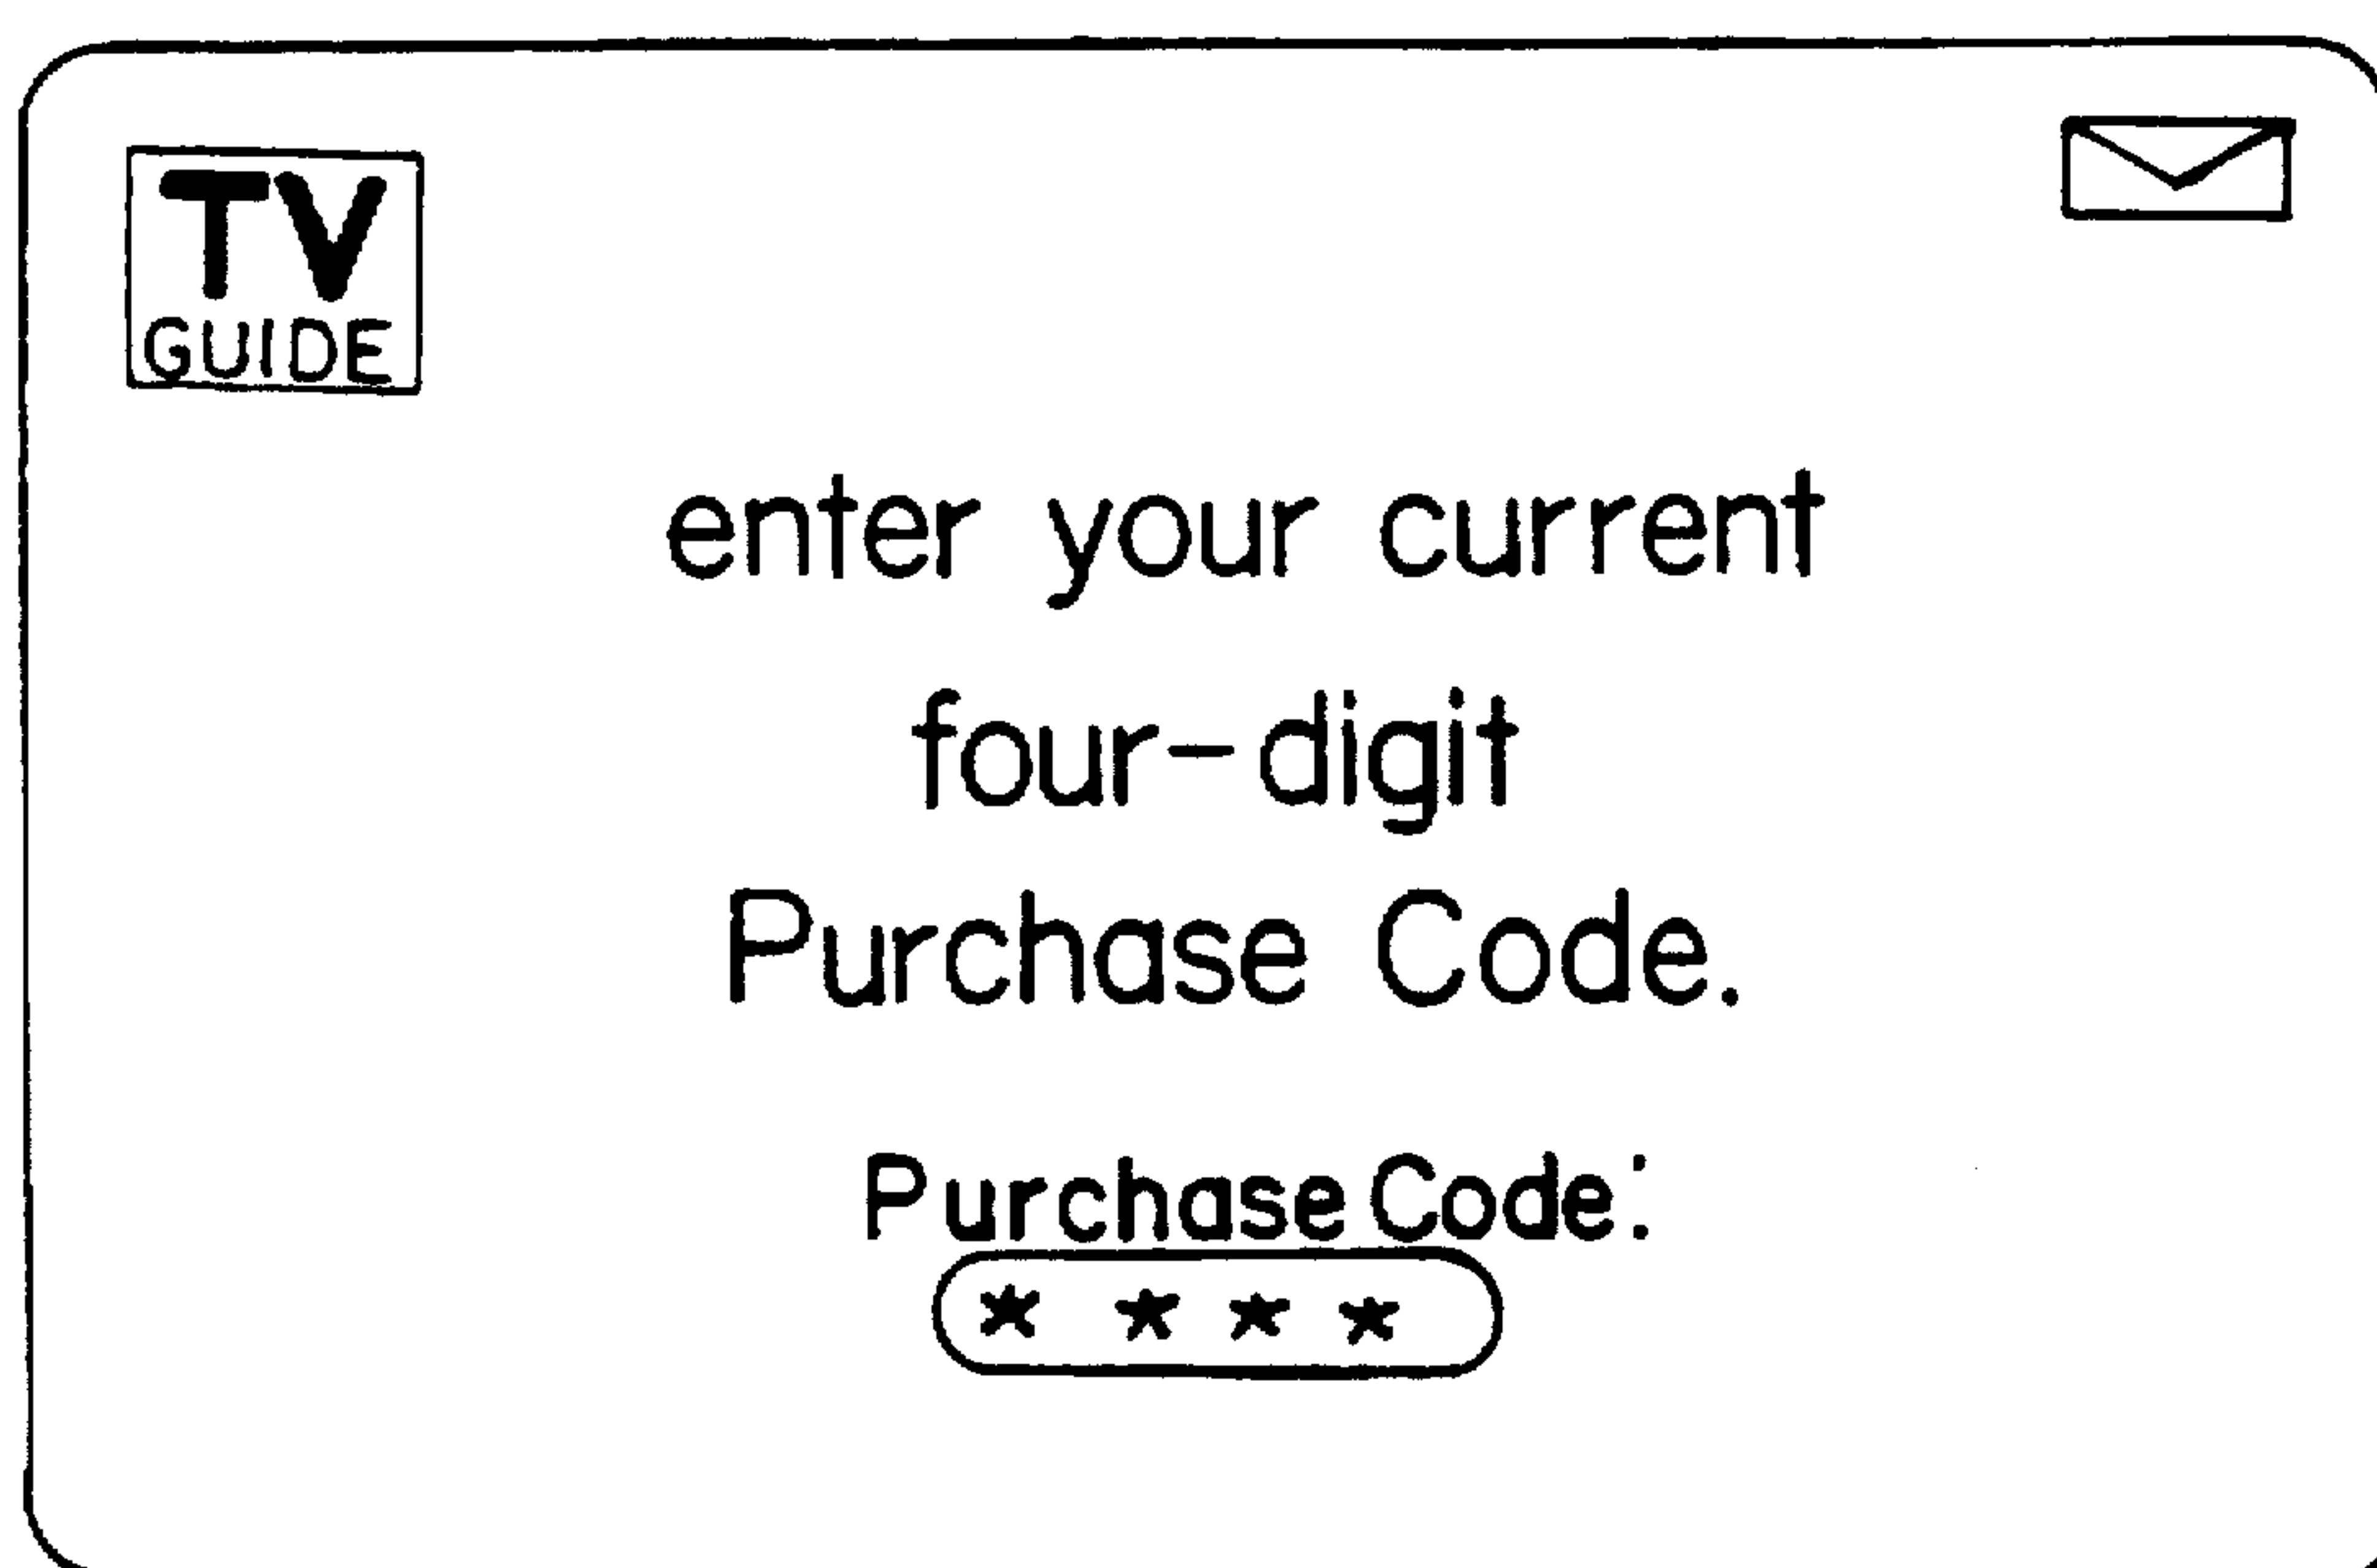 TV
GUIDE
enter your current
four-digit
Purchase Code.
Purchase Code:
* * * *